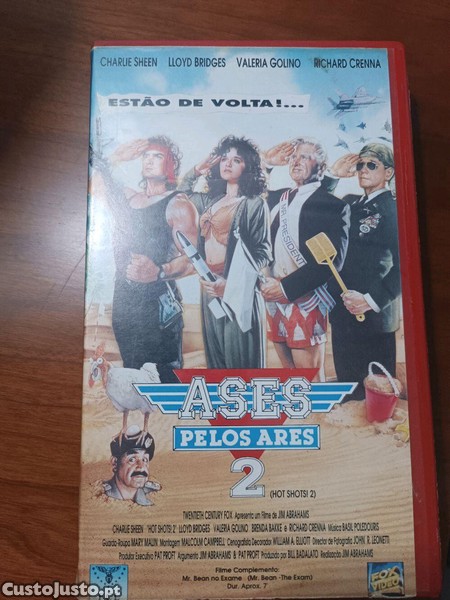 CHARLIE SHEEN LLOYD BRIDGES VALERIA GOLINO RICHARD CRENNA
ESTÃO DE VOLTA!...
MR. PRESIDENT
ASES
PELOS ARES
2
(HOT SHOTS! 2)
TWENTIETH CENTURY FOX Apresenta um Filme de JIM ABRAHAMS
CHARLIE SHEEN "HOT SHOTS! 2" LLOYD BRIDGES VALERIA GOLINO BRENDA BAKKE e RICHARD CRENNA Música BASIL POLEDOURIS
Guarda-Roupa MARY MALIN Montagem MALCOLM CAMPBELL Cenografista Decorador WILLIAM A. ELLIOTT Director de Fotografia JOHN. R. LEONETTI
Produtor Executivo PAT PROFT Argumento JIM ABRAHAMS & PAT PROFT Produzido por BILL BADALATO Realização JIM ABRAHAMS
Filme Complemento:
Mr. Bean no Exame (Mr. Bean -The Exam)
Dur. Aprox. 7
FOX
VIDEO
CustoJusto.pt